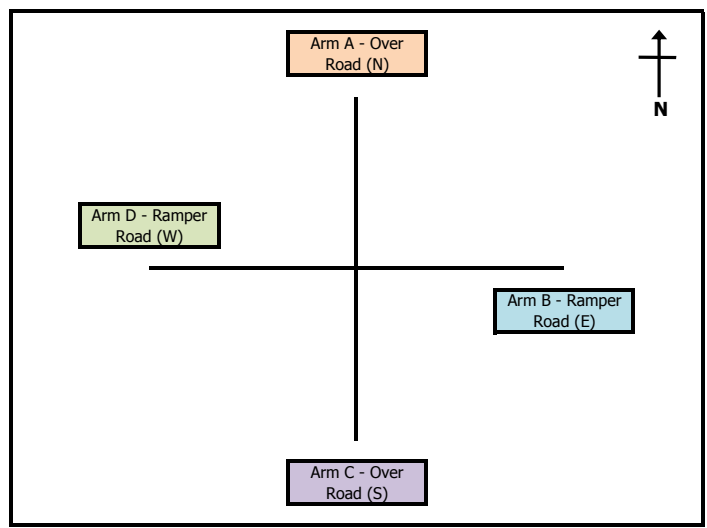 Arm A - Over
Road (N)
N
Arm D - Ramper
Road (W)
Arm B - Ramper
Road (E)
Arm C - Over
Road (S)